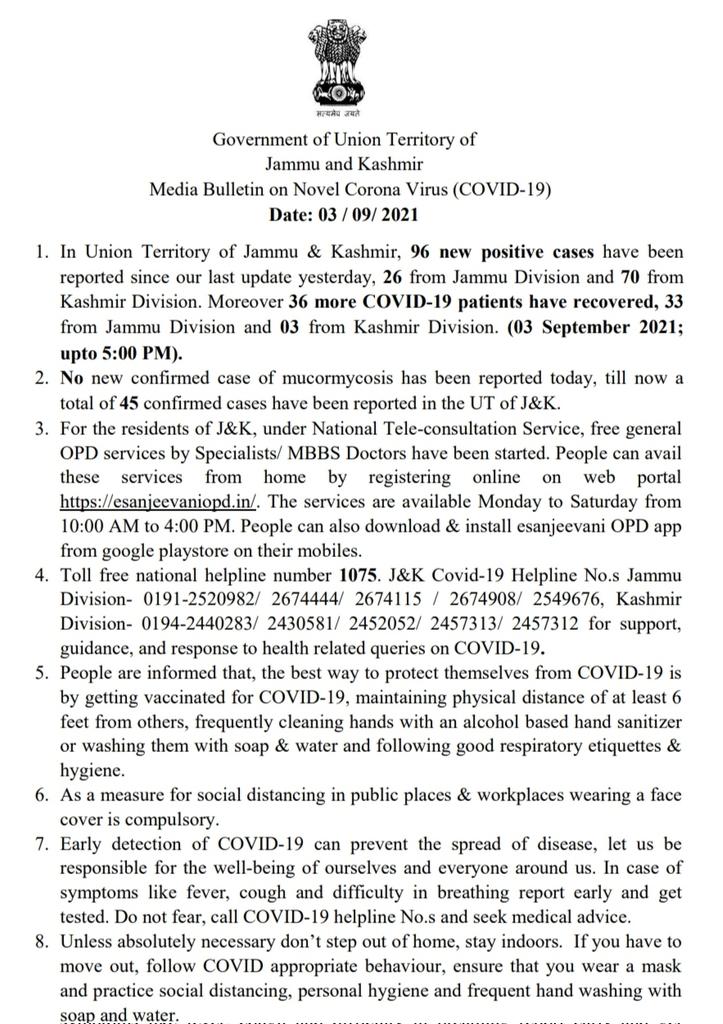 सत्यमेव जयते
Government of Union Territory of
Jammu and Kashmir
Media Bulletin on Novel Corona Virus (COVID-19)
Date: 03 / 09/ 2021
1. In Union Territory of Jammu & Kashmir, 96 new positive cases have been
reported since our last update yesterday, 26 from Jammu Division and 70 from
Kashmir Division. Moreover 36 more COVID-19 patients have recovered, 33
from Jammu Division and 03 from Kashmir Division. (03 September 2021;
upto 5:00 PM).
2. No new confirmed case of mucormycosis has been reported today, till now a
total of 45 confirmed cases have been reported in the UT of J&K.
3. For the residents of J&K, under National Tele-consultation Service, free general
OPD services by Specialists/ MBBS Doctors have been started. People can avail
these services from home by registering online on web portal
https://esanjeevaniopd.in/. The services are available Monday to Saturday from
10:00 AM to 4:00 PM. People can also download & install esanjeevani OPD app
from google playstore on their mobiles.
4. Toll free national helpline number 1075. J&K Covid-19 Helpline No.s Jammu
Division- 0191-2520982/ 2674444/ 2674115 / 2674908/ 2549676, Kashmir
Division- 0194-2440283/ 2430581/ 2452052/ 2457313/ 2457312 for support,
guidance, and response to health related queries on COVID-19.
5. People are informed that, the best way to protect themselves from COVID-19 is
by getting vaccinated for COVID-19, maintaining physical distance of at least 6
feet from others, frequently cleaning hands with an alcohol based hand sanitizer
or washing them with soap & water and following good respiratory etiquettes &
hygiene.
6. As a measure for social distancing in public places & workplaces wearing a face
cover is compulsory.
7. Early detection of COVID-19 can prevent the spread of disease, let us be
responsible for the well-being of ourselves and everyone around us. In case of
symptoms like fever, cough and difficulty in breathing report early and get
tested. Do not fear, call COVID-19 helpline No.s and seek medical advice.
8. Unless absolutely necessary don’t step out of home, stay indoors. If you have to
move out, follow COVID appropriate behaviour, ensure that you wear a mask
and practice social distancing, personal hygiene and frequent hand washing with
soap and water.